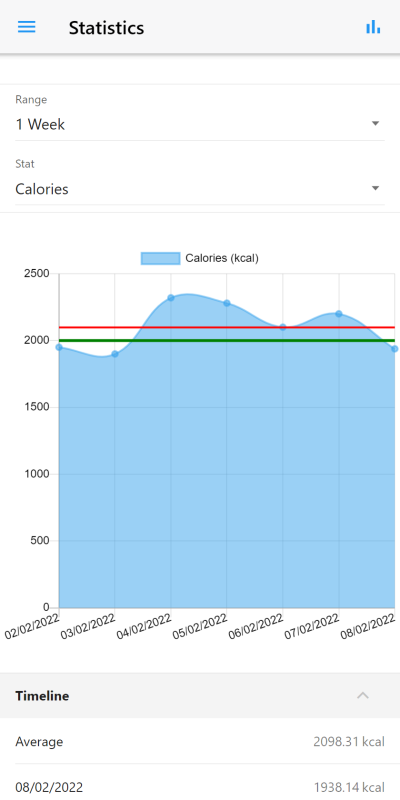 Statistics
Range
1 Week
Stat
Calories
Calories (kcal)
2500
2000
1500
1000
500
0
02/02/2022 03/02/2022 04/02/2022 05/02/2022 06/02/2022 07/02/2022 08/02/2022
Timeline
Average 2098.31 kcal
08/02/2022 1938.14 kcal